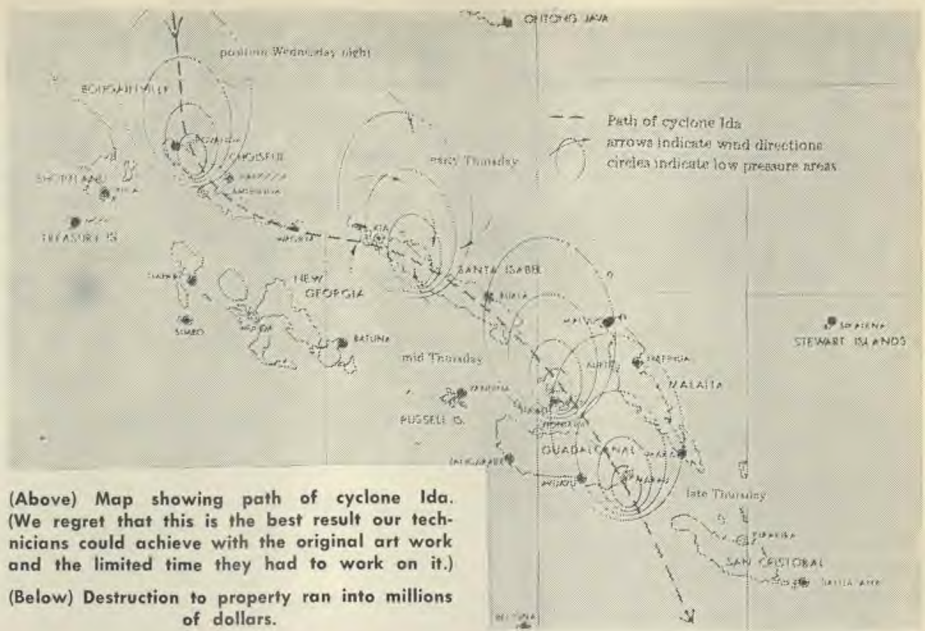 ONTONG JAVA
position Wednesday night
BOUGAINVILLE
CHOISEUL
Path of cyclone Ida
arrows indicate wind directions
circles indicate low pressure areas
early Thursday
SHORTLAND
TREASURY IS.
WAGINA
KIA
SANTA ISABEL
NEW
GEORGIA
BUALA
SIMBO
BATUNA
mid Thursday
STEWART ISLANDS
MALAITA
RUSSELL IS.
GUADALCANAL
late Thursday
SAN CRISTOBAL
SANTA ANA
(Above) Map showing path of cyclone Ida.
(We regret that this is the best result our tech-
nicians could achieve with the original art work
and the limited time they had to work on it.)
(Below) Destruction to property ran into millions
of dollars.